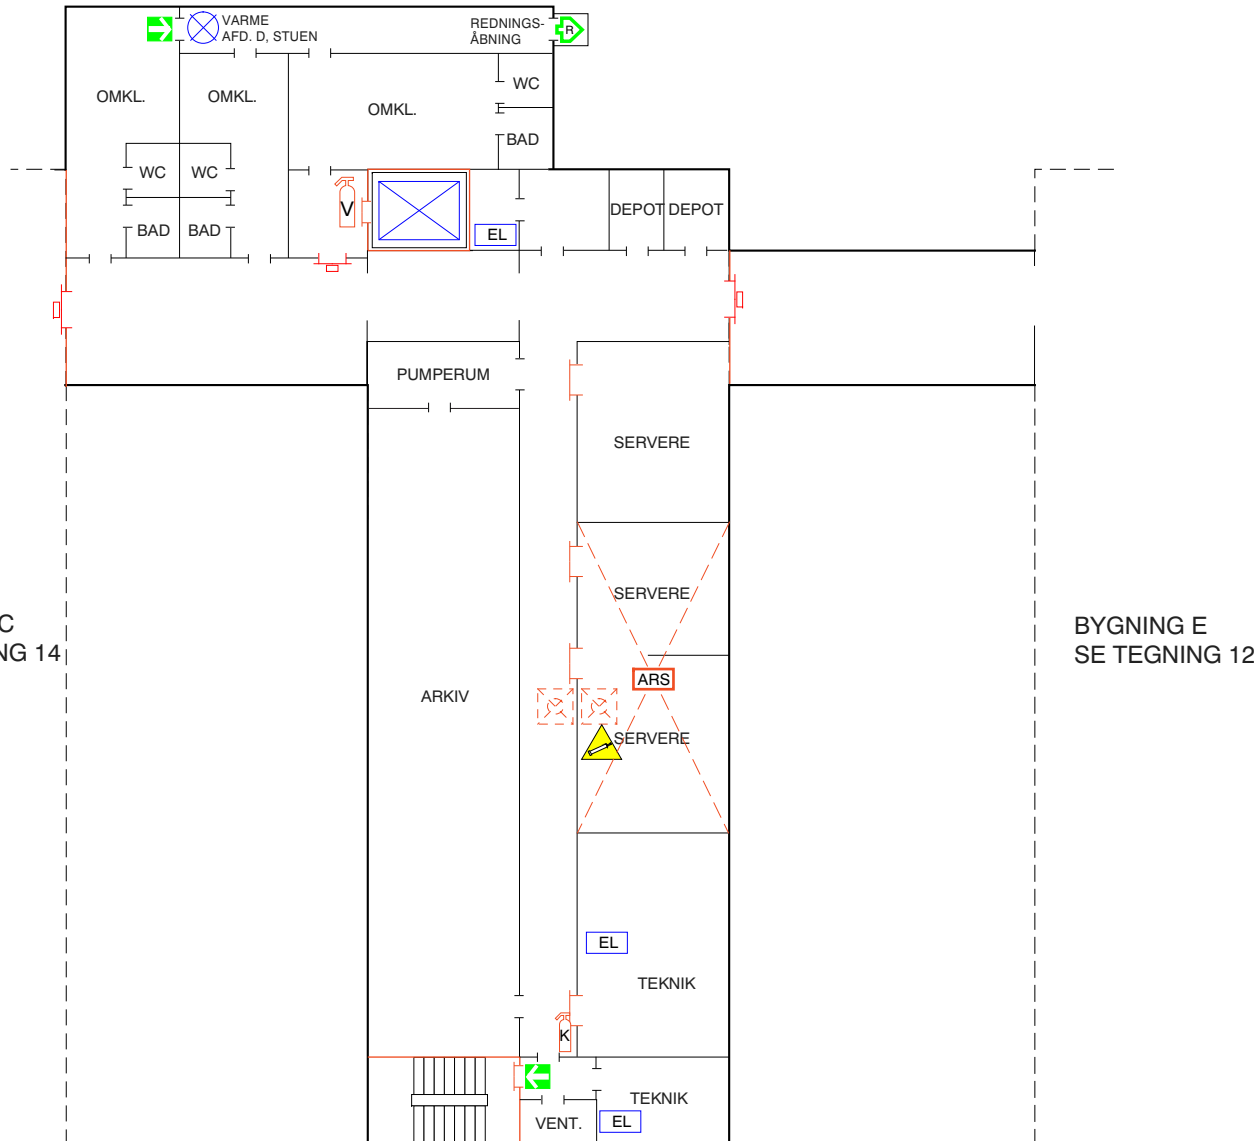 VARME
AFD. D, STUEN
REDNINGS-
ÅBNING
R
OMKL.
OMKL.
OMKL.
WC
BAD
WC
WC
BAD
BAD
V
EL
DEPOT
DEPOT
PUMPERUM
SERVERE
SERVERE
C
NG 14
BYGNING E
SE TEGNING 12
ARS
ARKIV
SERVERE
EL
TEKNIK
K
TEKNIK
VENT.
EL